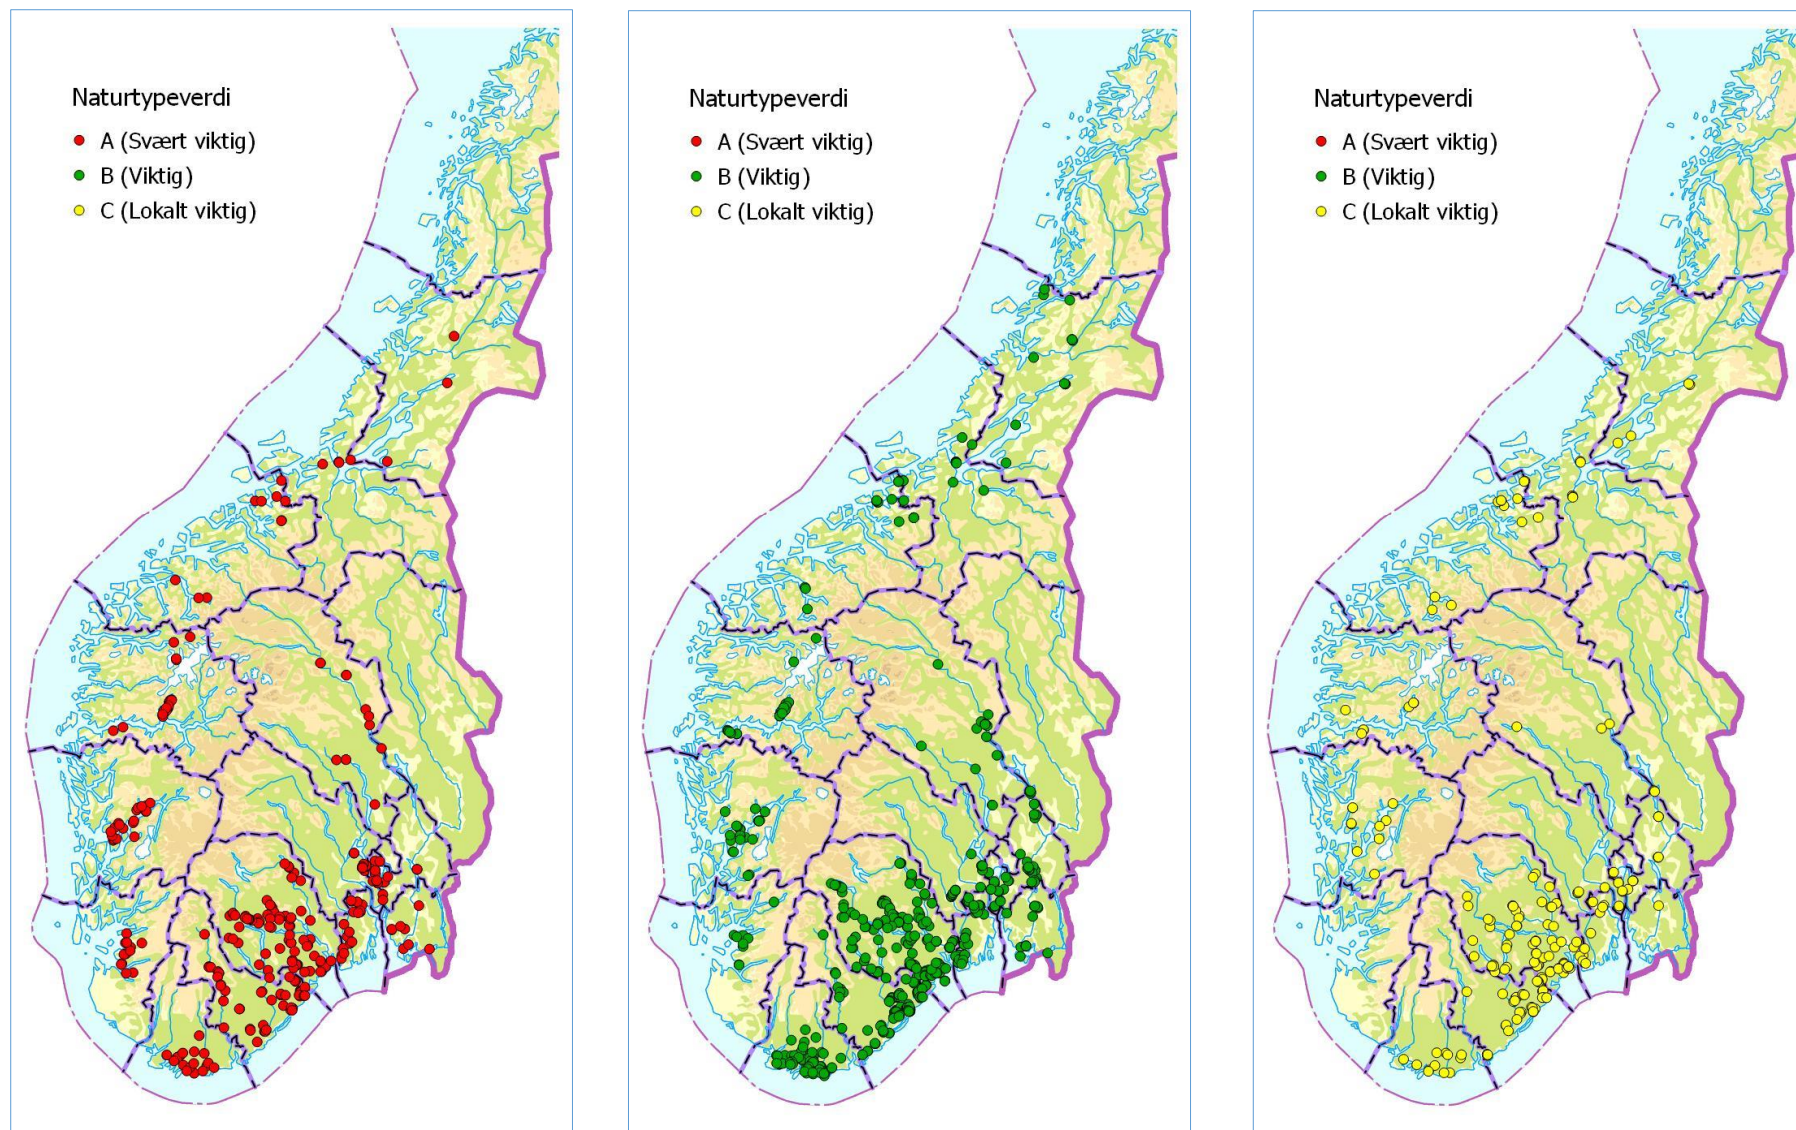 Naturtypeverdi
A (Svært viktig)
B (Viktig)
C (Lokalt viktig)
Naturtypeverdi
A (Svært viktig)
B (Viktig)
C (Lokalt viktig)
Naturtypeverdi
A (Svært viktig)
B (Viktig)
C (Lokalt viktig)